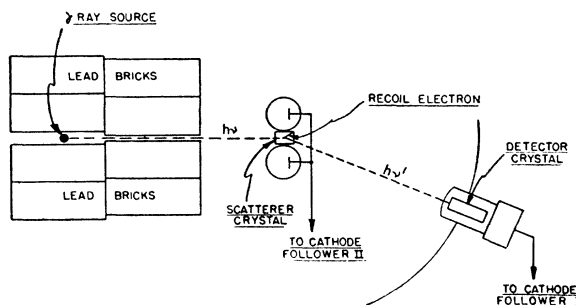 γ RAY SOURCE
LEAD BRICKS
hν
RECOIL ELECTRON
DETECTOR
CRYSTAL
hν'
LEAD BRICKS
SCATTERER
CRYSTAL
TO CATHODE
FOLLOWER II
TO CATHODE
FOLLOWER I